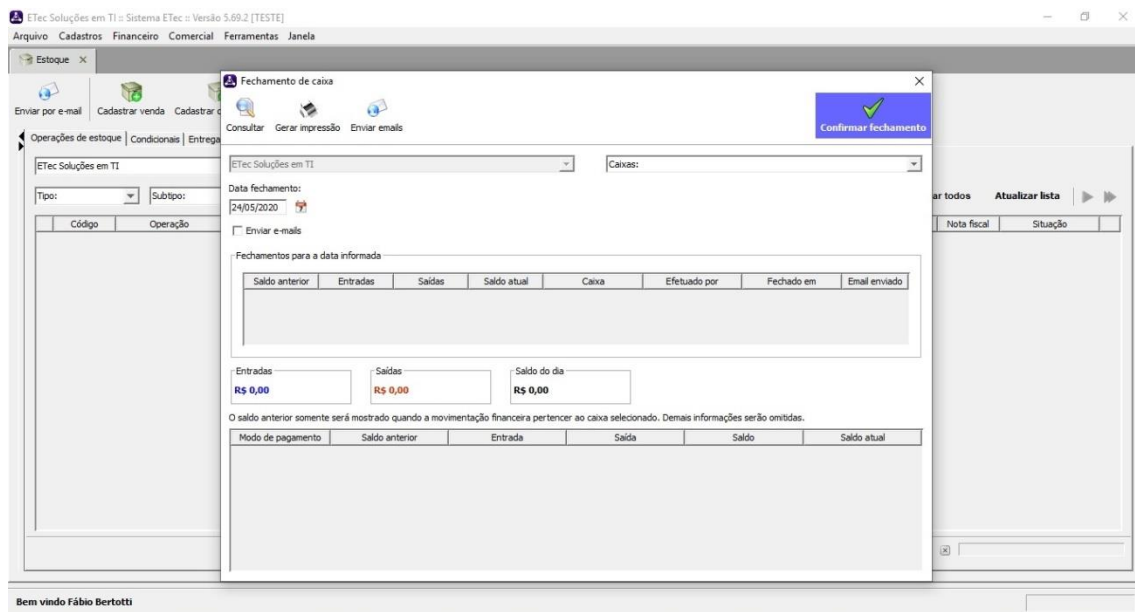 ETec Soluções em TI :: Sistema ETec :: Versão 5.69.2 [TESTE]
Arquivo Cadastros Financeiro Comercial Ferramentas Janela
Estoque
Enviar por e-mail Cadastrar venda Cadastrar
Operações de estoque Condicionais Entrega
ETec Soluções em TI
Tipo: Subtipo:
ar todos Atualizar lista
Código Operação
Nota fiscal Situação
Fechamento de caixa
Consultar Gerar impressão Enviar emails
Confirmar fechamento
ETec Soluções em TI Caixas:
Data fechamento:
24/05/2020
Enviar e-mails
Fechamentos para a data informada
Saldo anterior Entradas Saídas Saldo atual Caixa Efetuado por Fechado em Email enviado
Entradas Saídas Saldo do dia
R$ 0,00 R$ 0,00 R$ 0,00
O saldo anterior somente será mostrado quando a movimentação financeira pertencer ao caixa selecionado. Demais informações serão omitidas.
Modo de pagamento Saldo anterior Entrada Saída Saldo Saldo atual
Bem vindo Fábio Bertotti